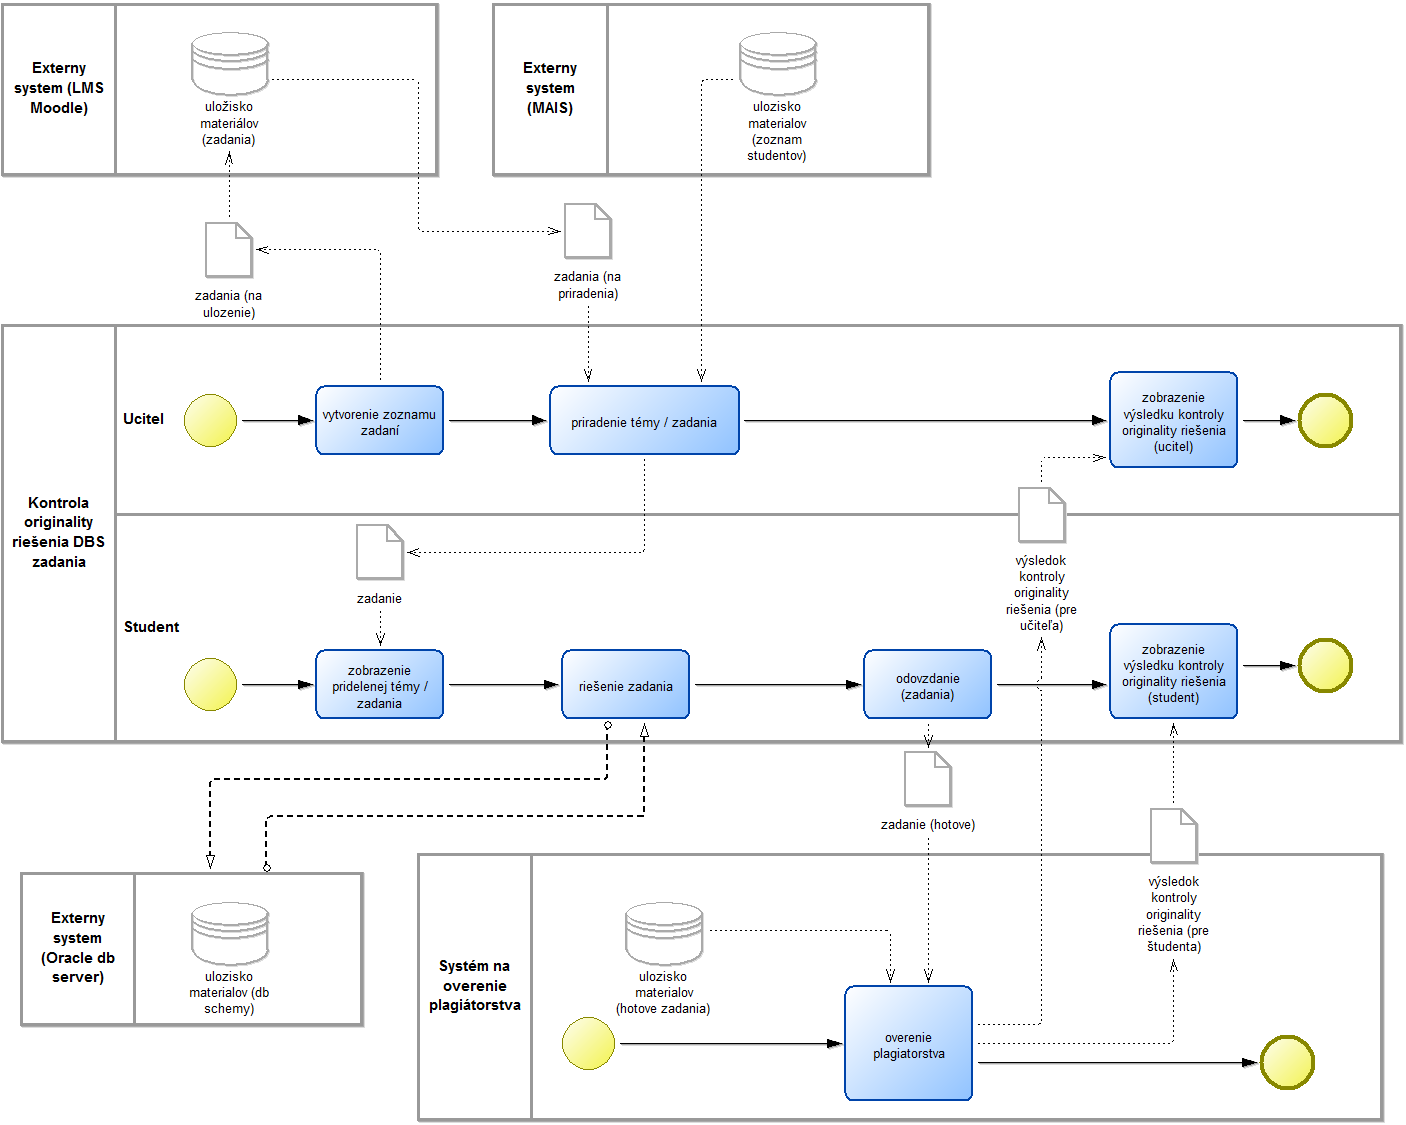 Externy
system (LMS
Moodle)
uložisko
materiálov
(zadania)
Externy
system
(MAIS)
ulozisko
materialov
(zoznam
studentov)
zadania (na
ulozenie)
zadania (na
priradenia)
Kontrola
originality
riešenia DBS
zadania
Ucitel
vytvorenie zoznamu
zadaní
priradenie témy / zadania
zobrazenie
výsledku kontroly
originality riešenia
(ucitel)
výsledok
kontroly
originality
riešenia (pre
učiteľa)
zadanie
Student
zobrazenie
pridelenej témy /
zadania
riešenie zadania
odovzdanie
(zadania)
zobrazenie
výsledku kontroly
originality riešenia
(student)
zadanie (hotove)
výsledok
kontroly
originality
riešenia (pre
študenta)
Externy
system
(Oracle db
server)
ulozisko
materialov (db
schemy)
Systém na
overenie
plagiátorstva
ulozisko
materialov
(hotove zadania)
overenie
plagiatorstva